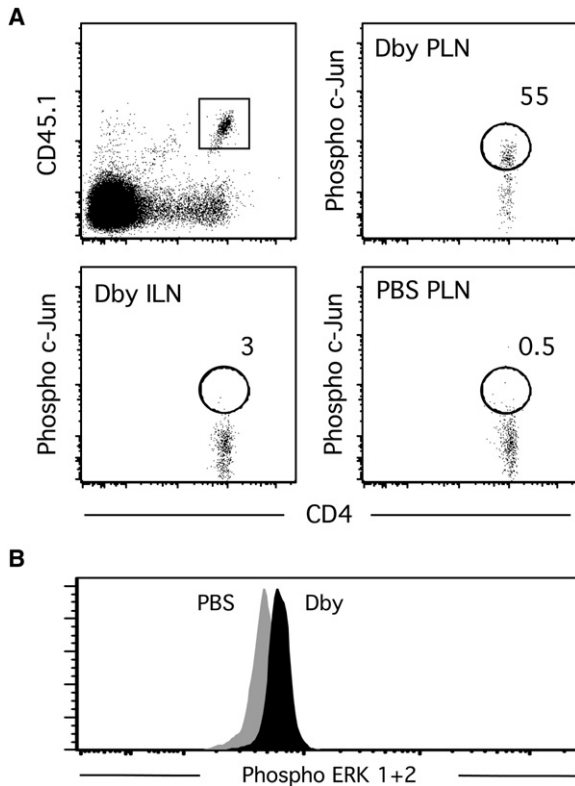 A
CD45.1
Phospho c-Jun
Dby PLN
55
Phospho c-Jun
Dby ILN
3
Phospho c-Jun
PBS PLN
0.5
CD4
B
PBS
Dby
Phospho ERK 1+2